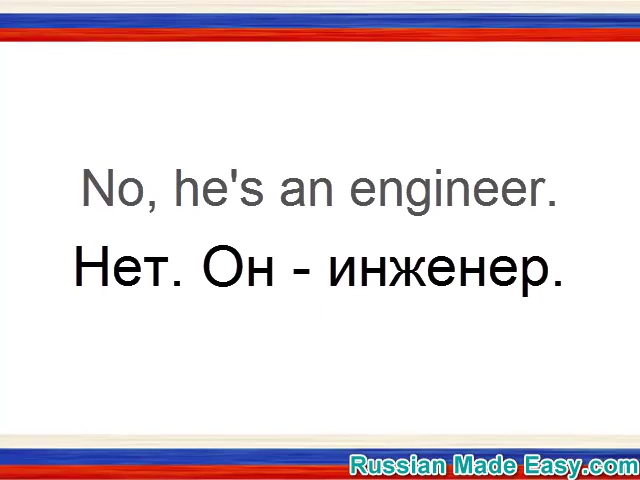 No, he's an engineer.
Нет. Он - инженер.
Russian Made Easy.com